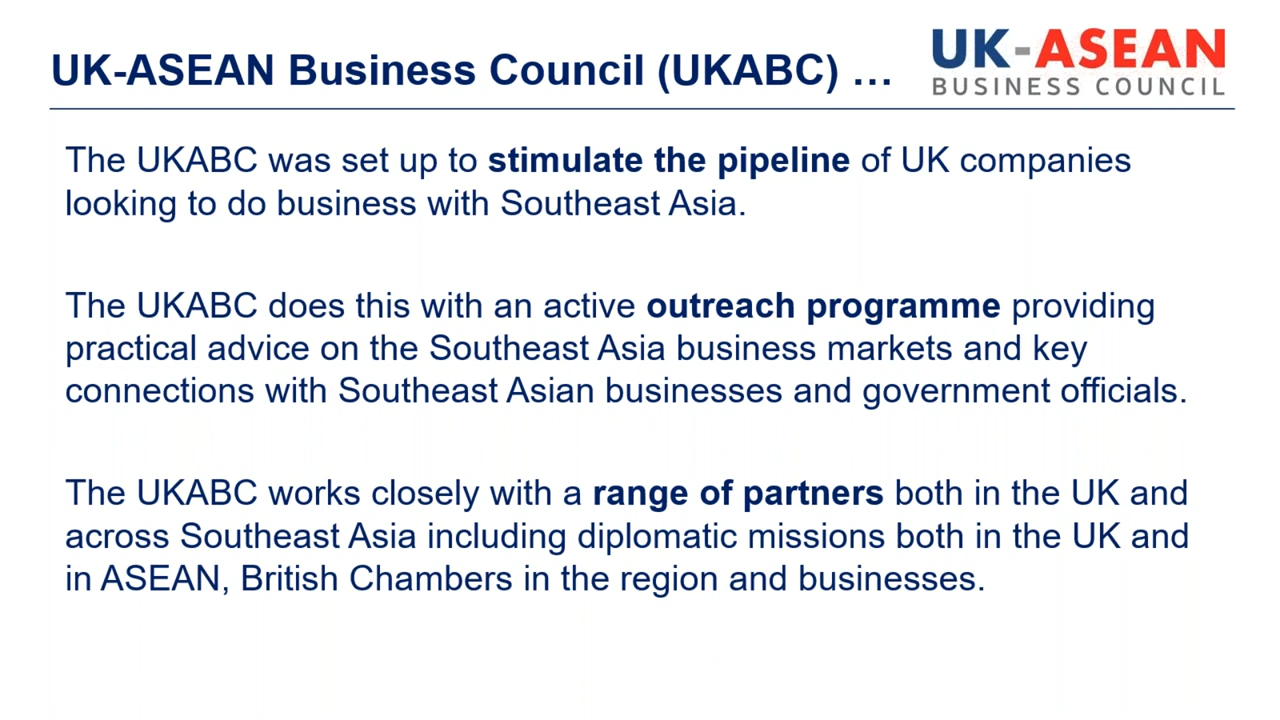 UK-ASEAN Business Council (UKABC) …
UK-ASEAN
BUSINESS COUNCIL
The UKABC was set up to stimulate the pipeline of UK companies
looking to do business with Southeast Asia.
The UKABC does this with an active outreach programme providing
practical advice on the Southeast Asia business markets and key
connections with Southeast Asian businesses and government officials.
The UKABC works closely with a range of partners both in the UK and
across Southeast Asia including diplomatic missions both in the UK and
in ASEAN, British Chambers in the region and businesses.